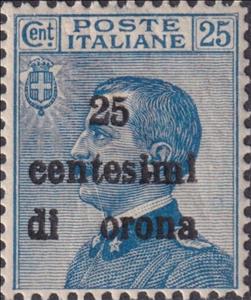 Cent. POSTE ITALIANE 25
25
centesimi
di orona